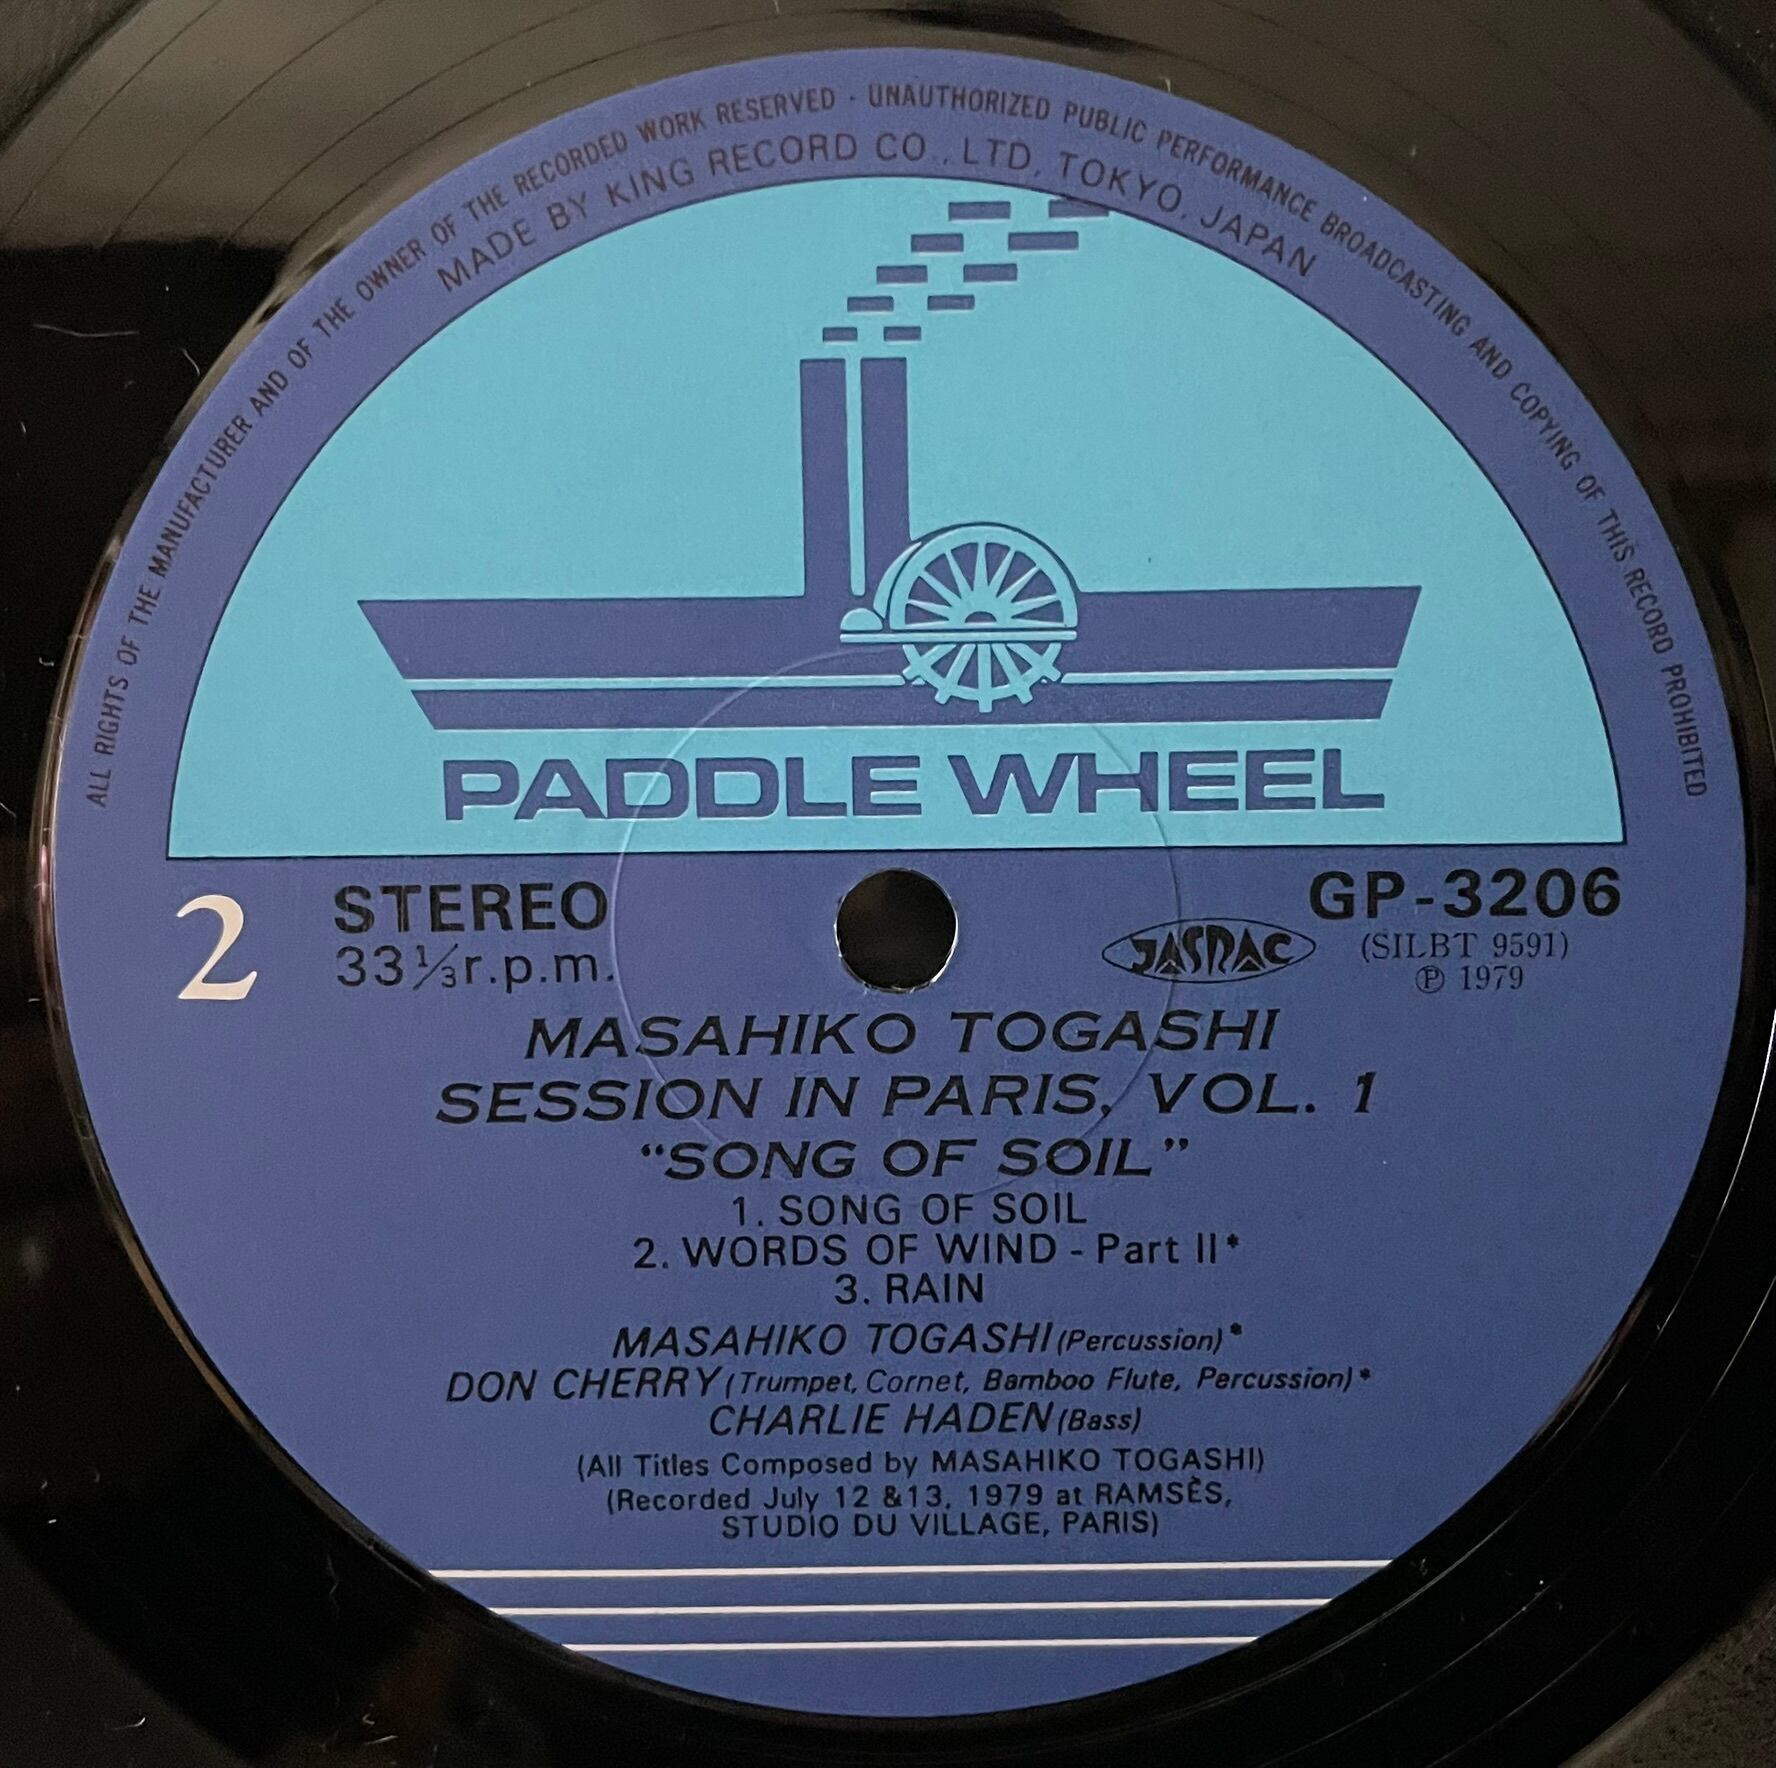 ALL RIGHTS OF THE MANUFACTURER AND OF THE OWNER OF THE RECORDED WORK RESERVED · UNAUTHORIZED PUBLIC PERFORMANCE BROADCASTING AND COPYING OF THIS RECORD PROHIBITED
MADE BY KING RECORD CO., LTD, TOKYO, JAPAN
PADDLE WHEEL
2 STEREO GP-3206
33⅓ r.p.m. JASRAC (SILBT 9591)
℗ 1979
MASAHIKO TOGASHI
SESSION IN PARIS, VOL. 1
“SONG OF SOIL”
1. SONG OF SOIL
2. WORDS OF WIND - Part II*
3. RAIN
MASAHIKO TOGASHI (Percussion)*
DON CHERRY (Trumpet, Cornet, Bamboo Flute, Percussion)*
CHARLIE HADEN (Bass)
(All Titles Composed by MASAHIKO TOGASHI)
(Recorded July 12 & 13, 1979 at RAMSÈS,
STUDIO DU VILLAGE, PARIS)